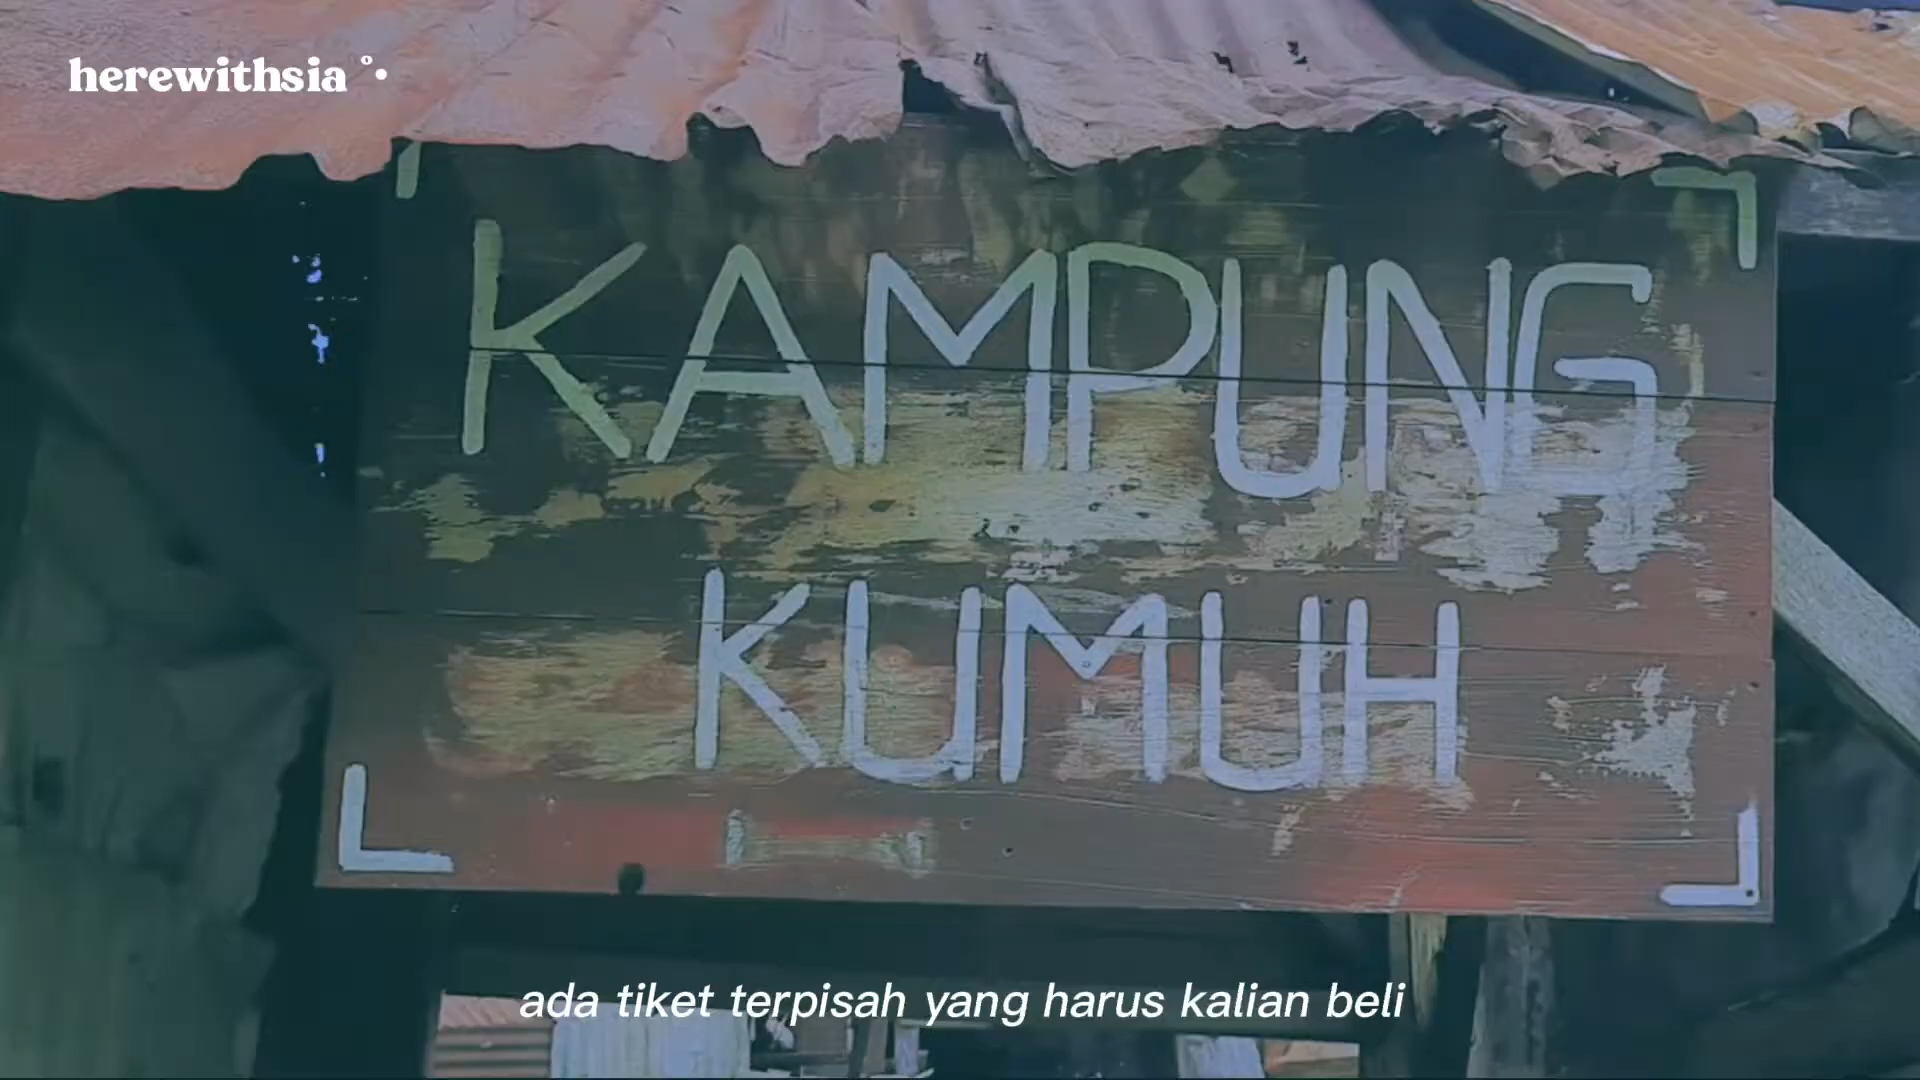 herewithsia
KAMPUNG
KUMUH
ada tiket terpisah yang harus kalian beli